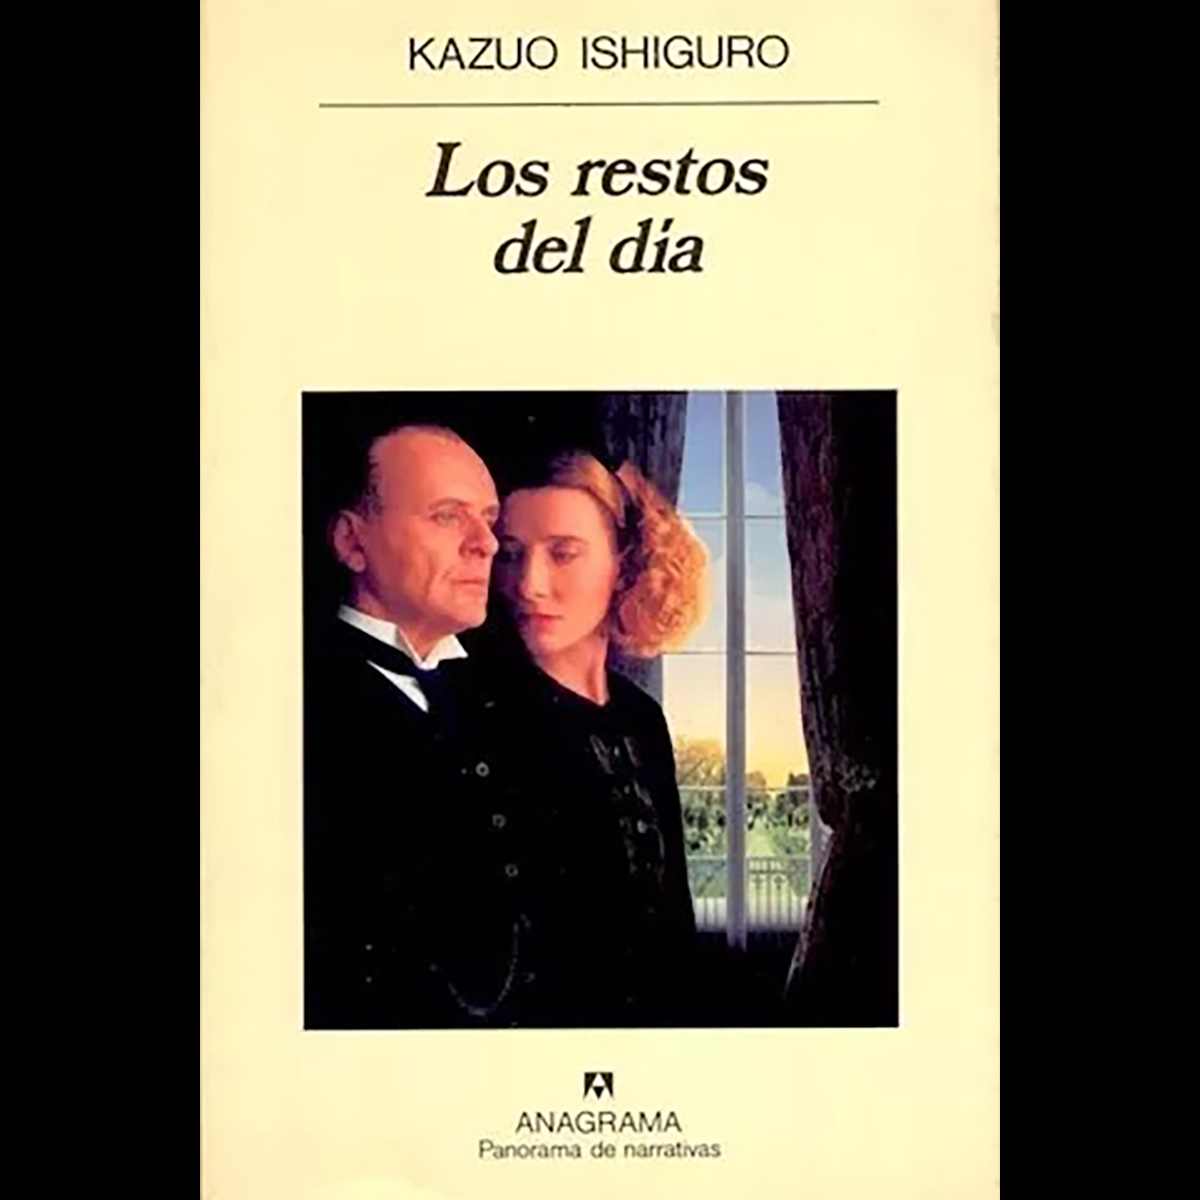 KAZUO ISHIGURO
Los restos
del día
ANAGRAMA
Panorama de narrativas